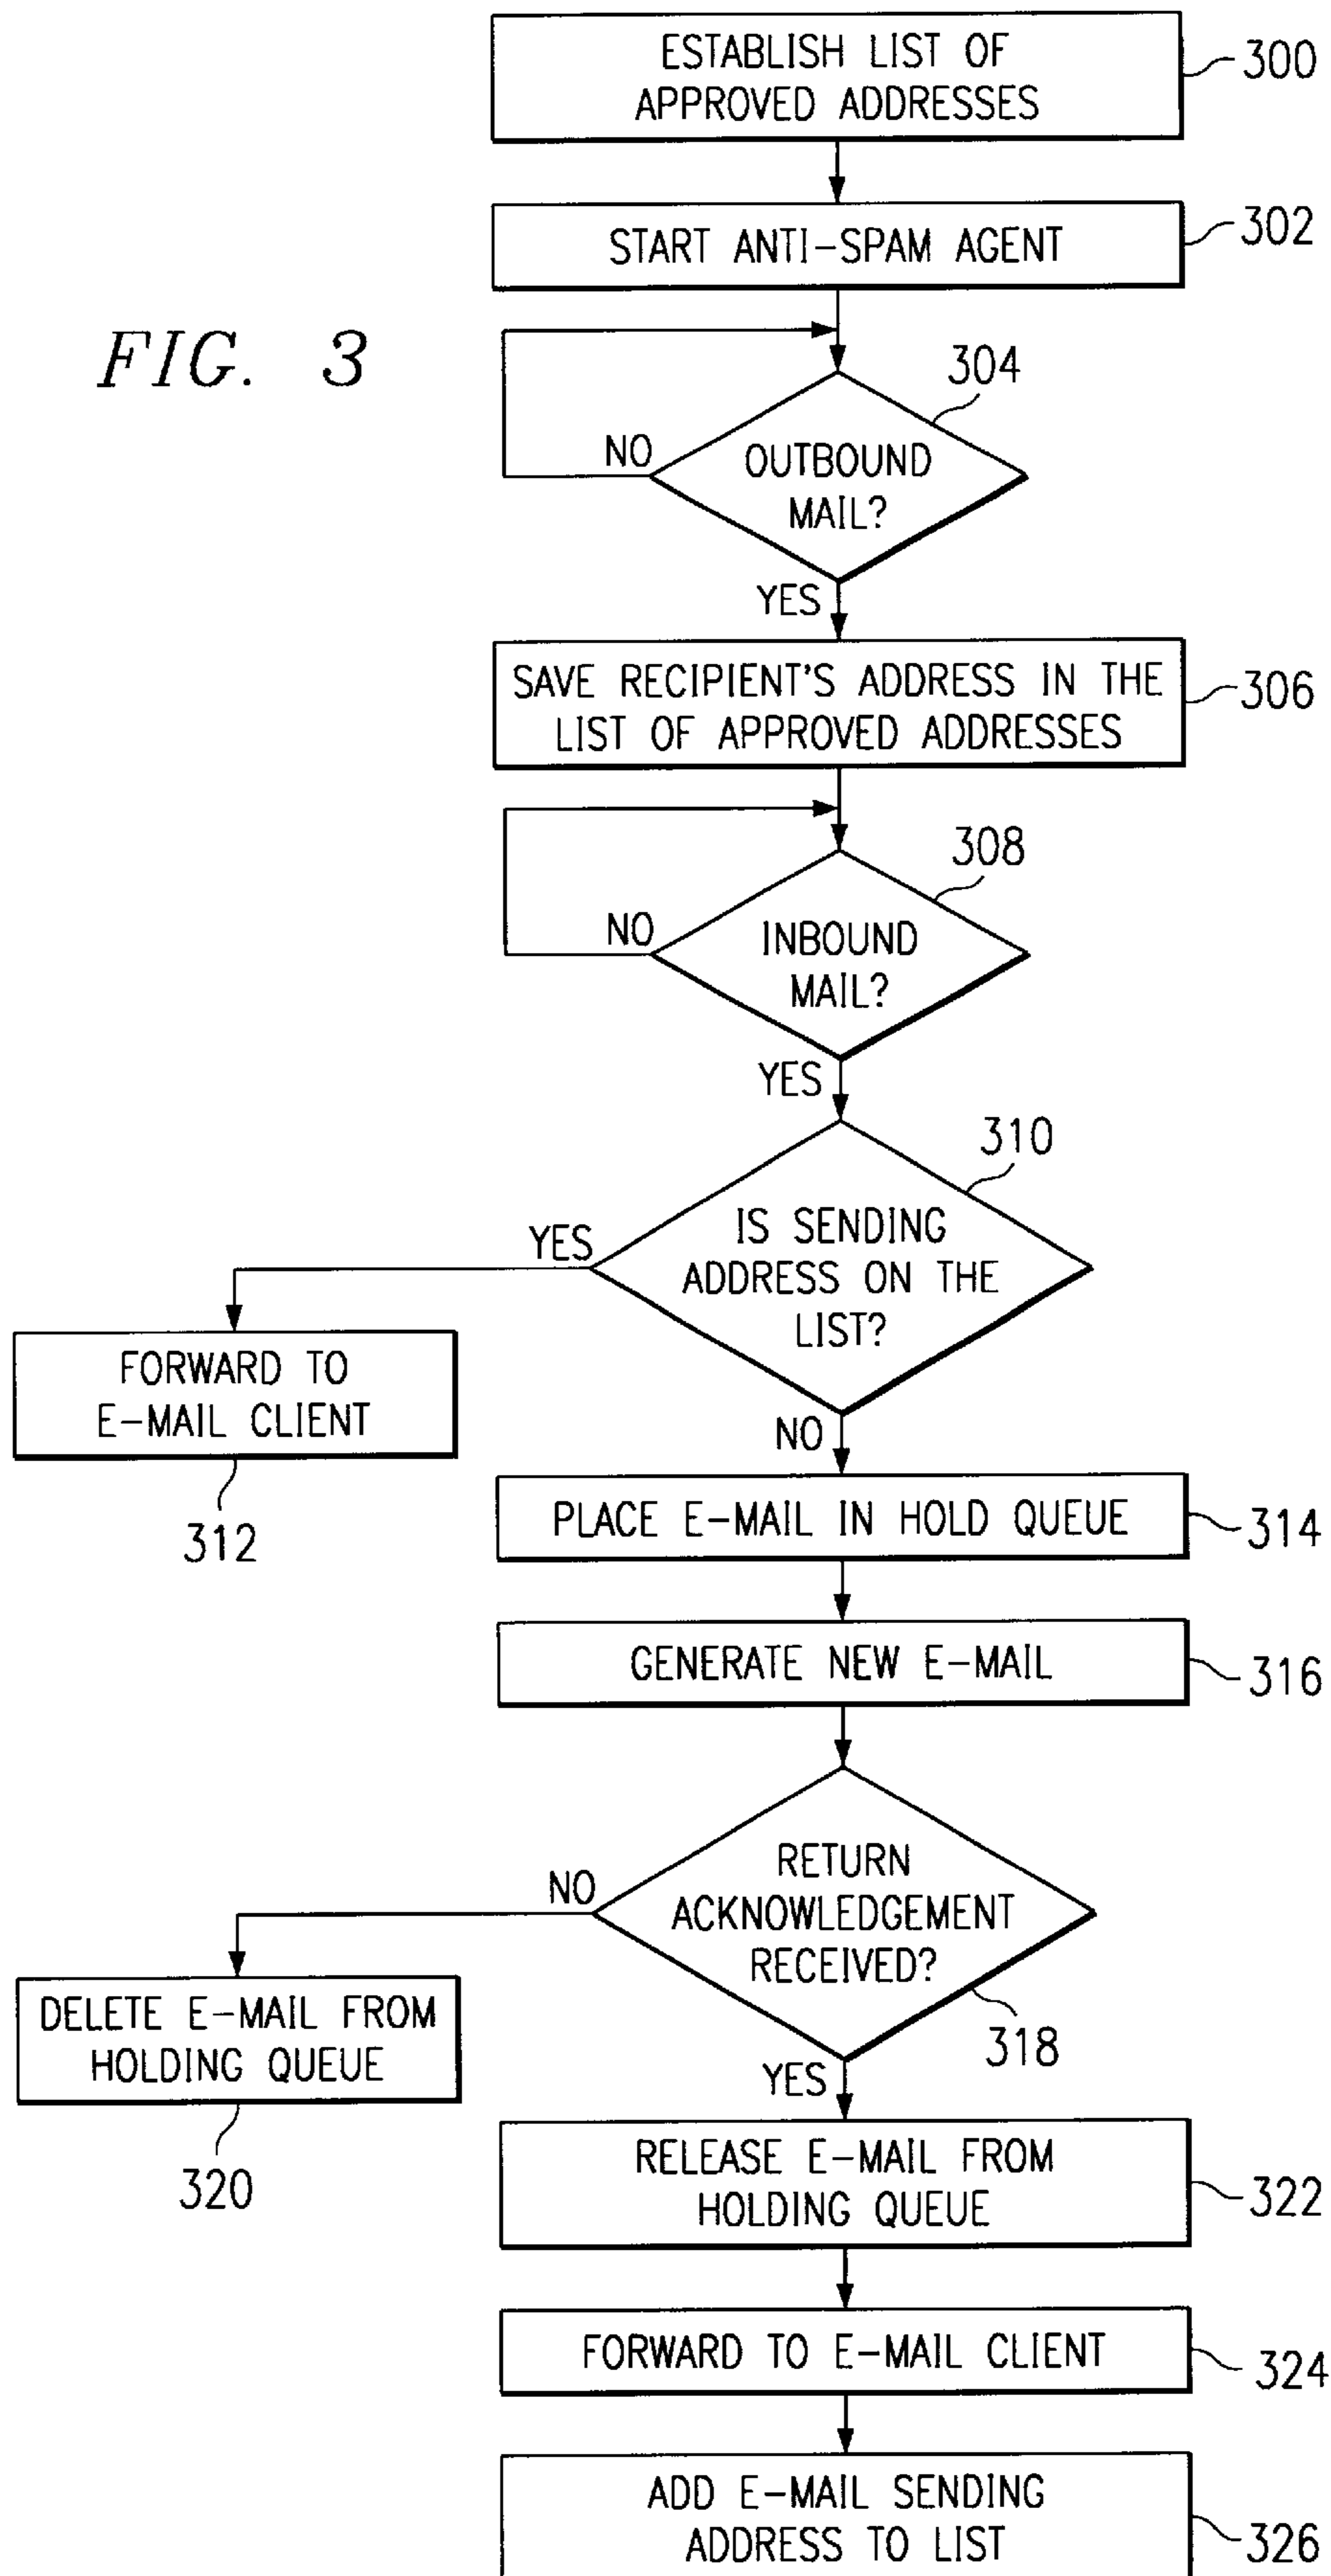 ESTABLISH LIST OF
APPROVED ADDRESSES
300
START ANTI-SPAM AGENT
302
FIG. 3
304
NO
OUTBOUND
MAIL?
YES
SAVE RECIPIENT'S ADDRESS IN THE
LIST OF APPROVED ADDRESSES
306
308
NO
INBOUND
MAIL?
YES
310
YES
IS SENDING
ADDRESS ON THE
LIST?
FORWARD TO
E-MAIL CLIENT
312
NO
PLACE E-MAIL IN HOLD QUEUE
314
GENERATE NEW E-MAIL
316
NO
RETURN
ACKNOWLEDGEMENT
RECEIVED?
318
DELETE E-MAIL FROM
HOLDING QUEUE
320
YES
RELEASE E-MAIL FROM
HOLDING QUEUE
322
FORWARD TO E-MAIL CLIENT
324
ADD E-MAIL SENDING
ADDRESS TO LIST
326